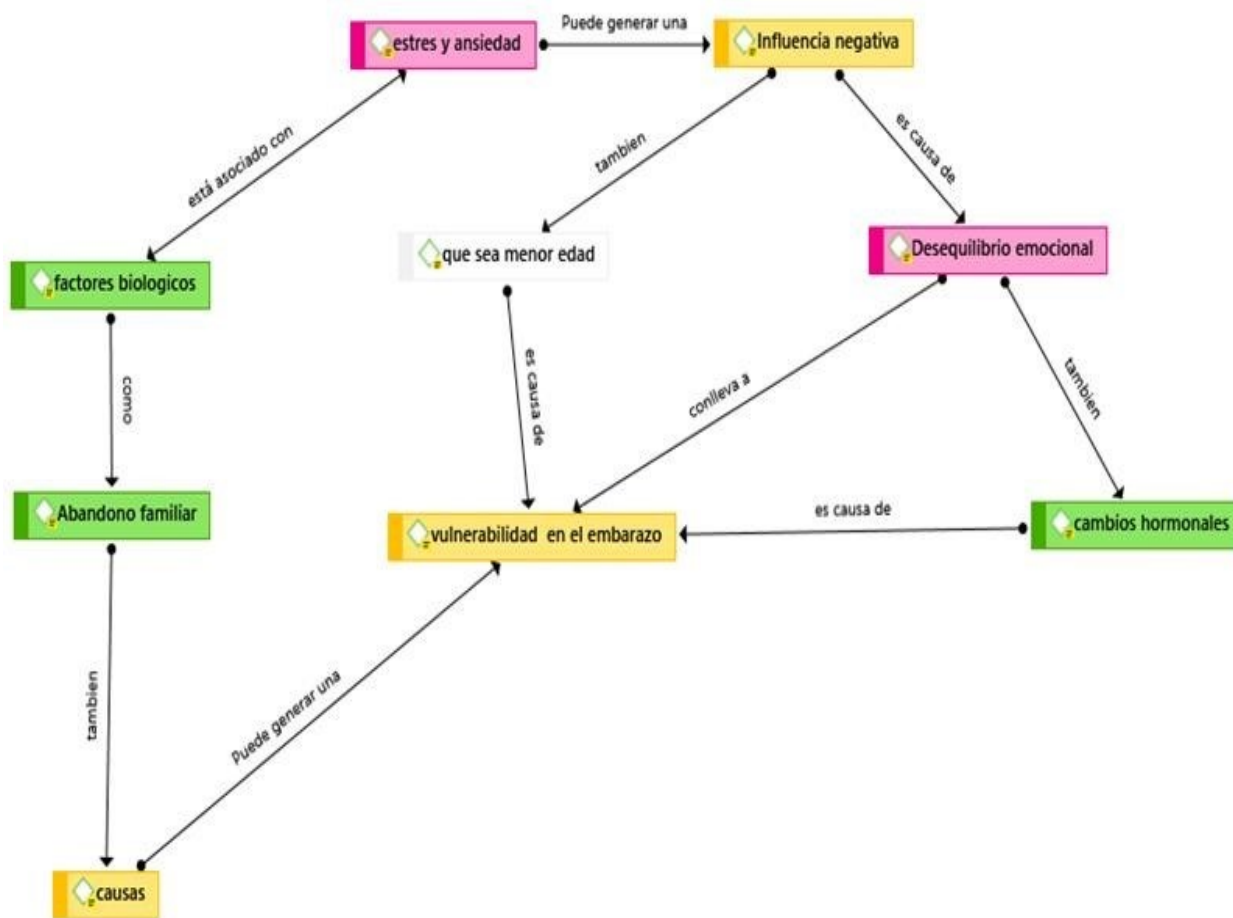 Puede generar una
estres y ansiedad
Influencia negativa
está asociado con
tambien
es causa de
que sea menor edad
Desequilibrio emocional
factores biologicos
como
es causa de
conlleva a
tambien
Abandono familiar
vulnerabilidad en el embarazo
es causa de
cambios hormonales
tambien
Puede generar una
causas